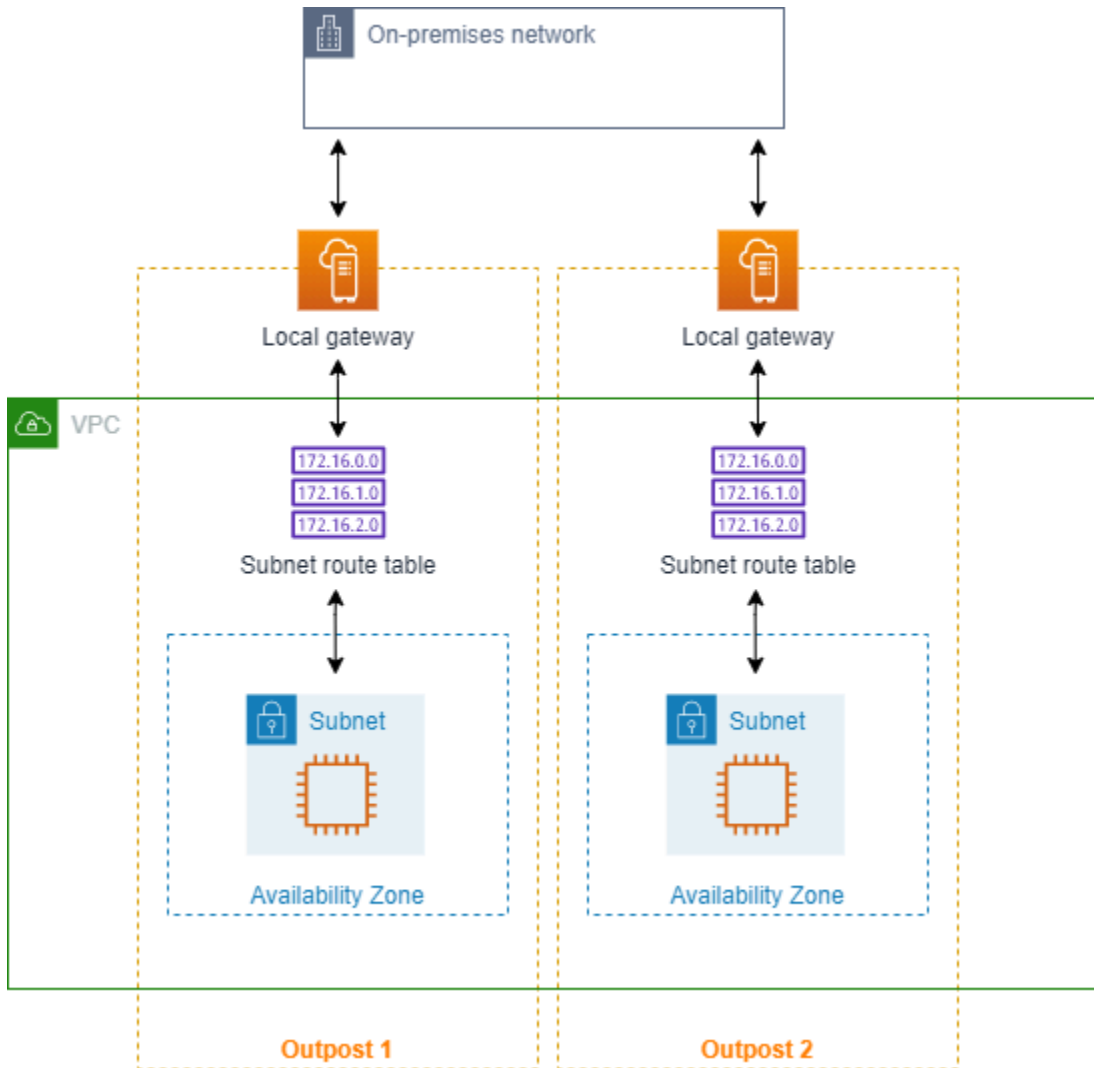 On-premises network
Local gateway
Local gateway
VPC
172.16.0.0
172.16.1.0
172.16.2.0
172.16.0.0
172.16.1.0
172.16.2.0
Subnet route table
Subnet route table
Subnet
Subnet
Availability Zone
Availability Zone
Outpost 1
Outpost 2